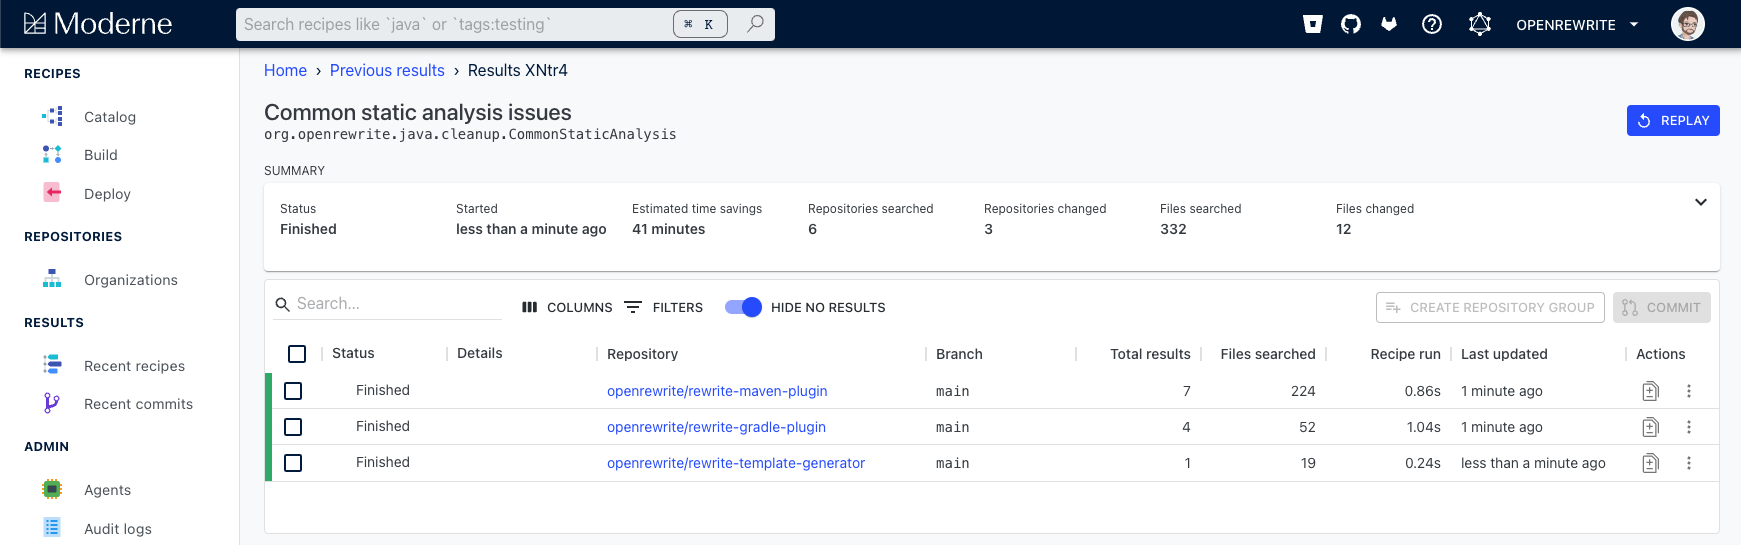 Moderne
Search recipes like `java` or `tags:testing`
⌘ K
OPENREWRITE
RECIPES
Catalog
Build
Deploy
REPOSITORIES
Organizations
RESULTS
Recent recipes
Recent commits
ADMIN
Agents
Audit logs
Home › Previous results › Results XNtr4
Common static analysis issues
org.openrewrite.java.cleanup.CommonStaticAnalysis
REPLAY
SUMMARY
Status Started Estimated time savings Repositories searched Repositories changed Files searched Files changed
Finished less than a minute ago 41 minutes 6 3 332 12
Search... COLUMNS FILTERS HIDE NO RESULTS CREATE REPOSITORY GROUP COMMIT
Status Details Repository Branch Total results Files searched Recipe run Last updated Actions
Finished openrewrite/rewrite-maven-plugin main 7 224 0.86s 1 minute ago
Finished openrewrite/rewrite-gradle-plugin main 4 52 1.04s 1 minute ago
Finished openrewrite/rewrite-template-generator main 1 19 0.24s less than a minute ago